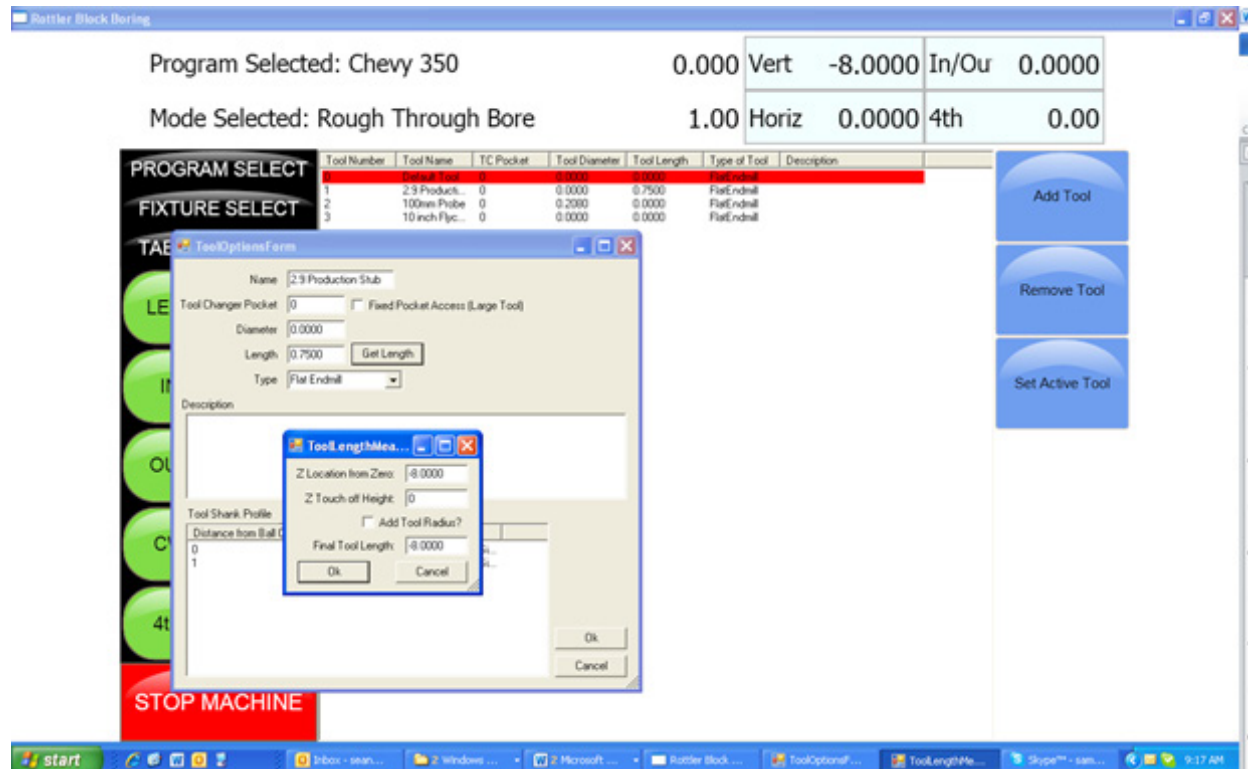 Rottler Block Boring
Program Selected: Chevy 350
0.000 Vert -8.0000 In/Ou 0.0000
Mode Selected: Rough Through Bore
1.00 Horiz 0.0000 4th 0.00
PROGRAM SELECT
FIXTURE SELECT
TAB
LE
OU
4t
STOP MACHINE
Tool Number Tool Name TC Pocket Tool Diameter Tool Length Type of Tool Description
0 Default Tool 0 0.0000 0.0000 FlatEndmill
1 2.9 Producti... 0 0.0000 0.7500 FlatEndmill
2 100mm Probe 0 0.2080 0.0000 FlatEndmill
3 10 inch Flyc... 0 0.0000 0.0000 FlatEndmill
Add Tool
Remove Tool
Set Active Tool
ToolOptionsForm
Name 2.9 Production Stub
Tool Changer Pocket 0 Fixed Pocket Access (Large Tool)
Diameter 0.0000
Length 0.7500 Get Length
Type Flat Endmill
Description
Tool Shank Profile
Distance from Ball
0
1
Ok
Cancel
ToolLengthMea...
Z Location from Zero: -8.0000
Z Touch off Height: 0
Add Tool Radius?
Final Tool Length: -8.0000
Ok Cancel
start Inbox - sean... 2 Windows ... 2 Microsoft ... Rottler Block ... ToolOptionsF... ToolLengthMe... Skype™ - sam... 9:17 AM